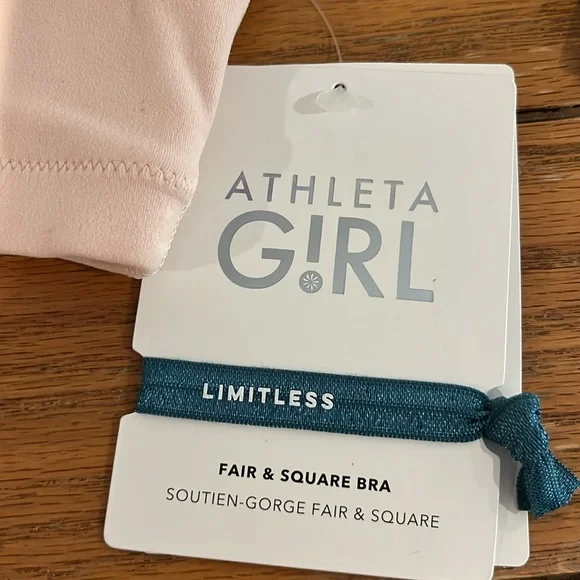 ATHLETA
G!RL
LIMITLESS
FAIR & SQUARE BRA
SOUTIEN-GORGE FAIR & SQUARE